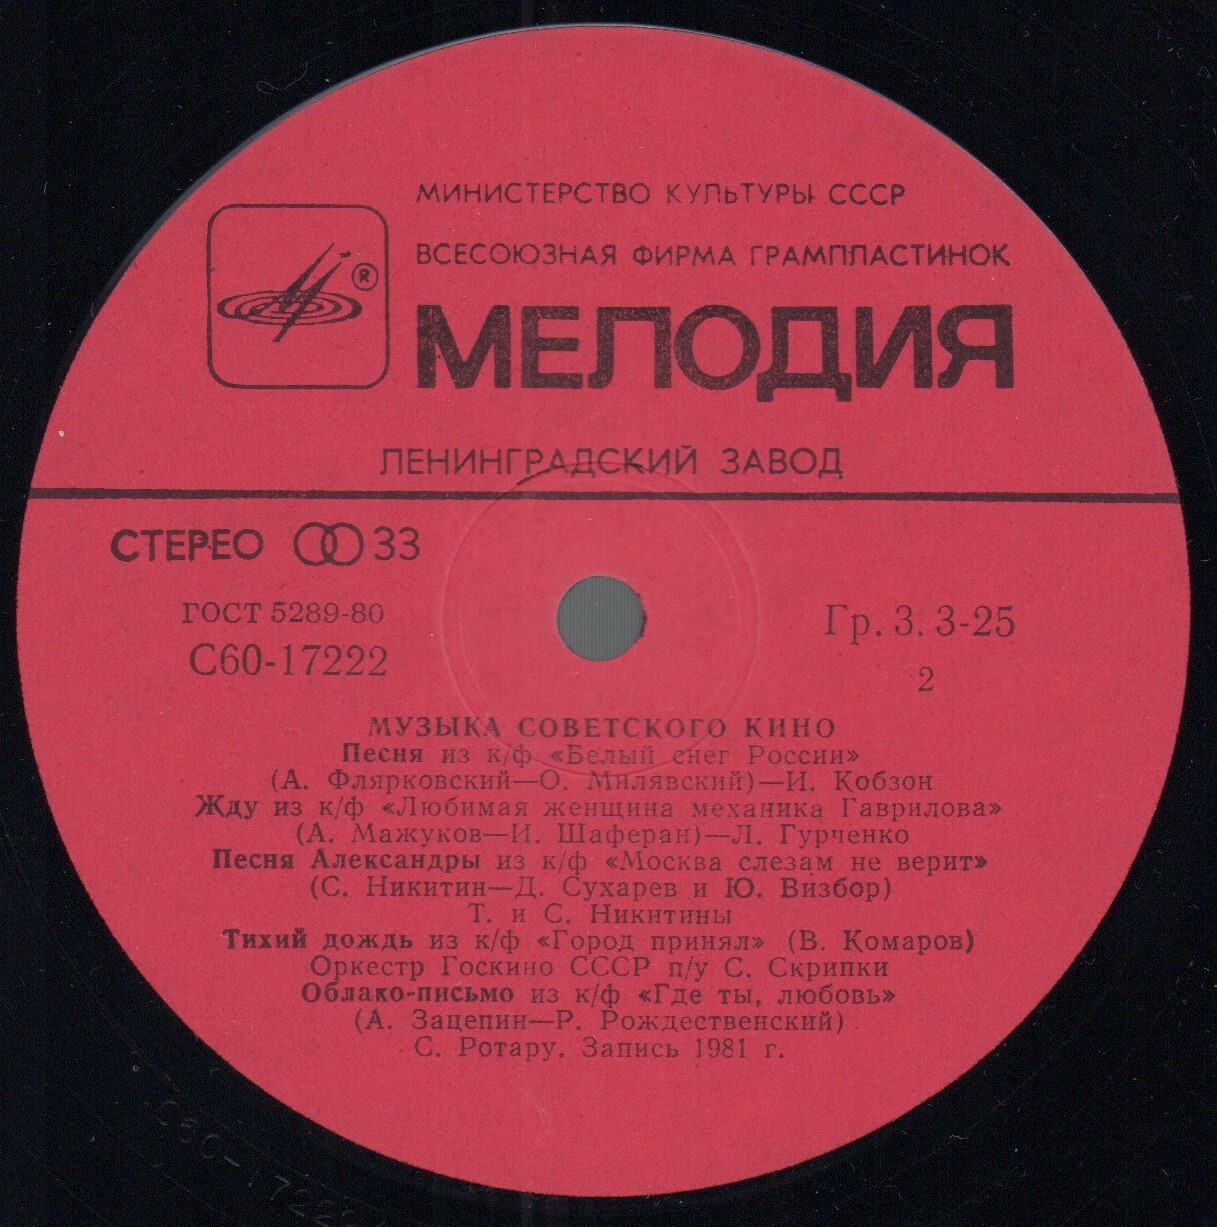 МИНИСТЕРСТВО КУЛЬТУРЫ СССР
ВСЕСОЮЗНАЯ ФИРМА ГРАМПЛАСТИНОК
®
МЕЛОДИЯ
ЛЕНИНГРАДСКИЙ ЗАВОД
СТЕРЕО 33
ГОСТ 5289-80
С60-17222
Гр. 3. 3-25
2
МУЗЫКА СОВЕТСКОГО КИНО
Песня из к/ф «Белый снег России»
(А. Флярковский—О. Милявский)—И. Кобзон
Жду из к/ф «Любимая женщина механика Гаврилова»
(А. Мажуков—И. Шаферан)—Л. Гурченко
Песня Александры из к/ф «Москва слезам не верит»
(С. Никитин—Д. Сухарев и Ю. Визбор)
Т. и С. Никитины
Тихий дождь из к/ф «Город принял» (В. Комаров)
Оркестр Госкино СССР п/у С. Скрипки
Облако-письмо из к/ф «Где ты, любовь»
(А. Зацепин—Р. Рождественский)
С. Ротару. Запись 1981 г.